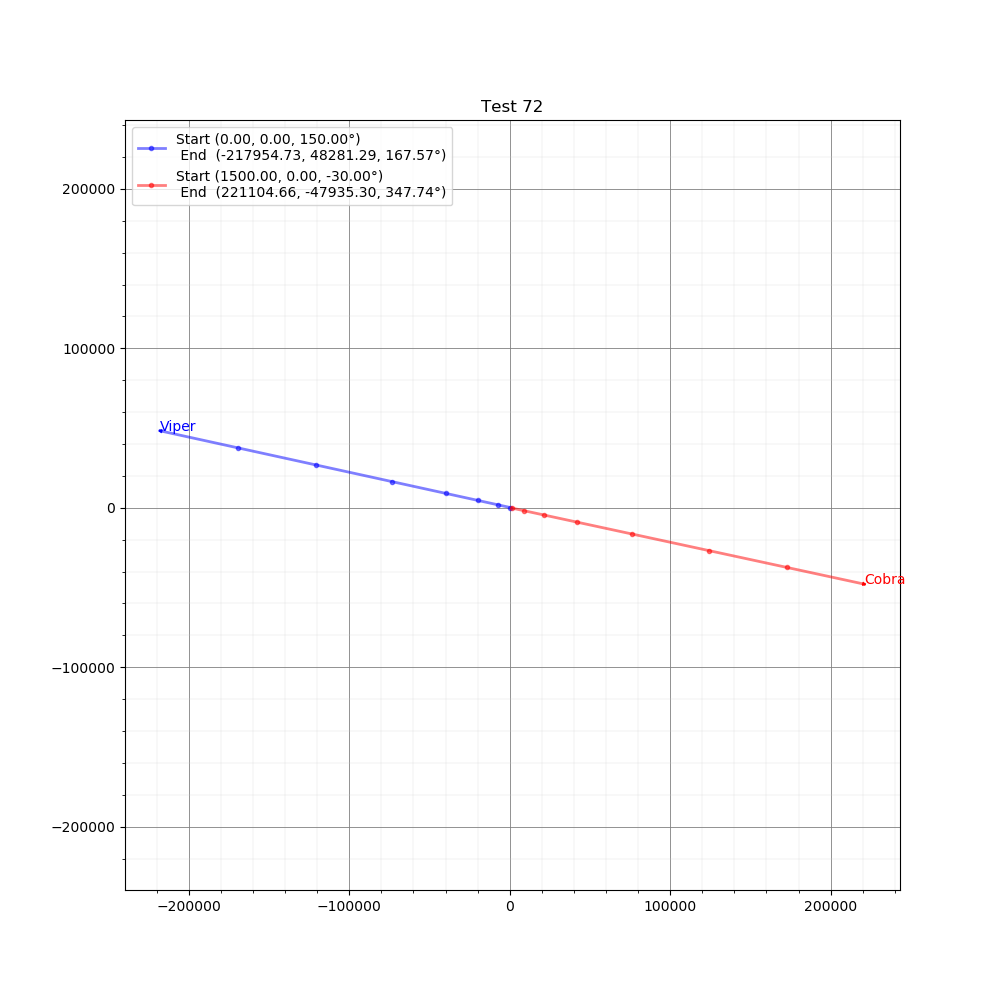 Test 72
Start (0.00, 0.00, 150.00°)
End (-217954.73, 48281.29, 167.57°)
Start (1500.00, 0.00, -30.00°)
End (221104.66, -47935.30, 347.74°)
200000
100000
Viper
0
Cobra
−100000
−200000
−200000 −100000 0 100000 200000